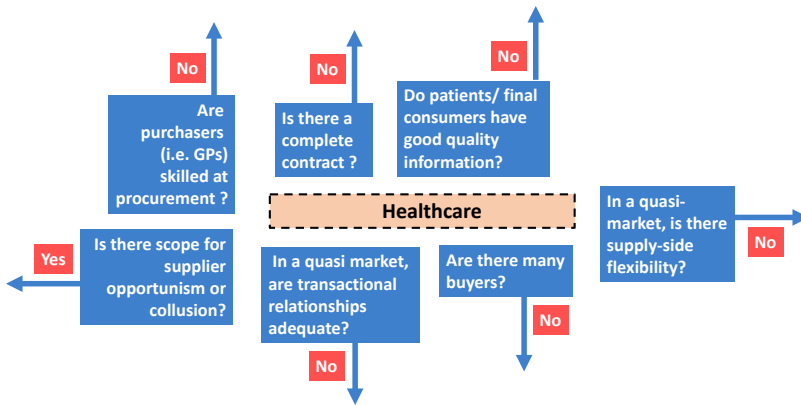 No
Are
purchasers
(i.e. GPs)
skilled at
procurement ?
No
Is there a
complete
contract ?
No
Do patients/ final
consumers have
good quality
information?
Healthcare
In a quasi-
market, is there
supply-side
flexibility?
No
Yes
Is there scope for
supplier
opportunism or
collusion?
In a quasi market,
are transactional
relationships
adequate?
No
Are there many
buyers?
No